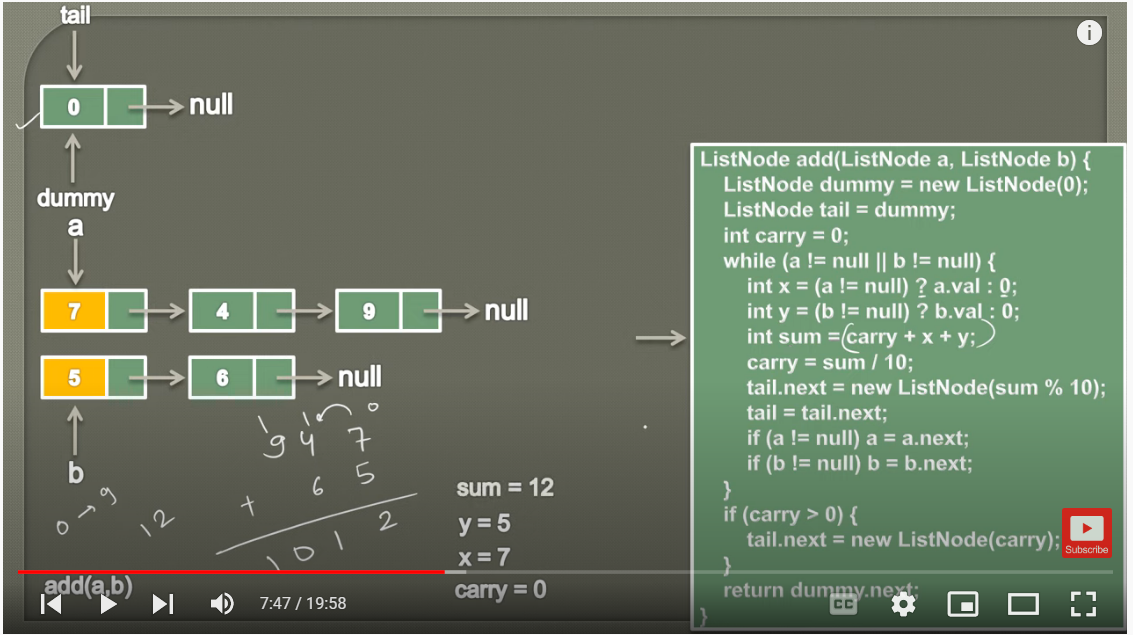 tail
0 null
dummy
a
7 4 9 null
5 6 null
b
1 1 0
9 4 7
+ 6 5
1 0 1 2
0 → 9
12
sum = 12
y = 5
x = 7
carry = 0
add(a,b)
ListNode add(ListNode a, ListNode b) {
ListNode dummy = new ListNode(0);
ListNode tail = dummy;
int carry = 0;
while (a != null || b != null) {
int x = (a != null) ? a.val : 0;
int y = (b != null) ? b.val : 0;
int sum = carry + x + y;
carry = sum / 10;
tail.next = new ListNode(sum % 10);
tail = tail.next;
if (a != null) a = a.next;
if (b != null) b = b.next;
}
if (carry > 0) {
tail.next = new ListNode(carry);
}
return dummy.next;
}
Subscribe
7:47 / 19:58
CC
i